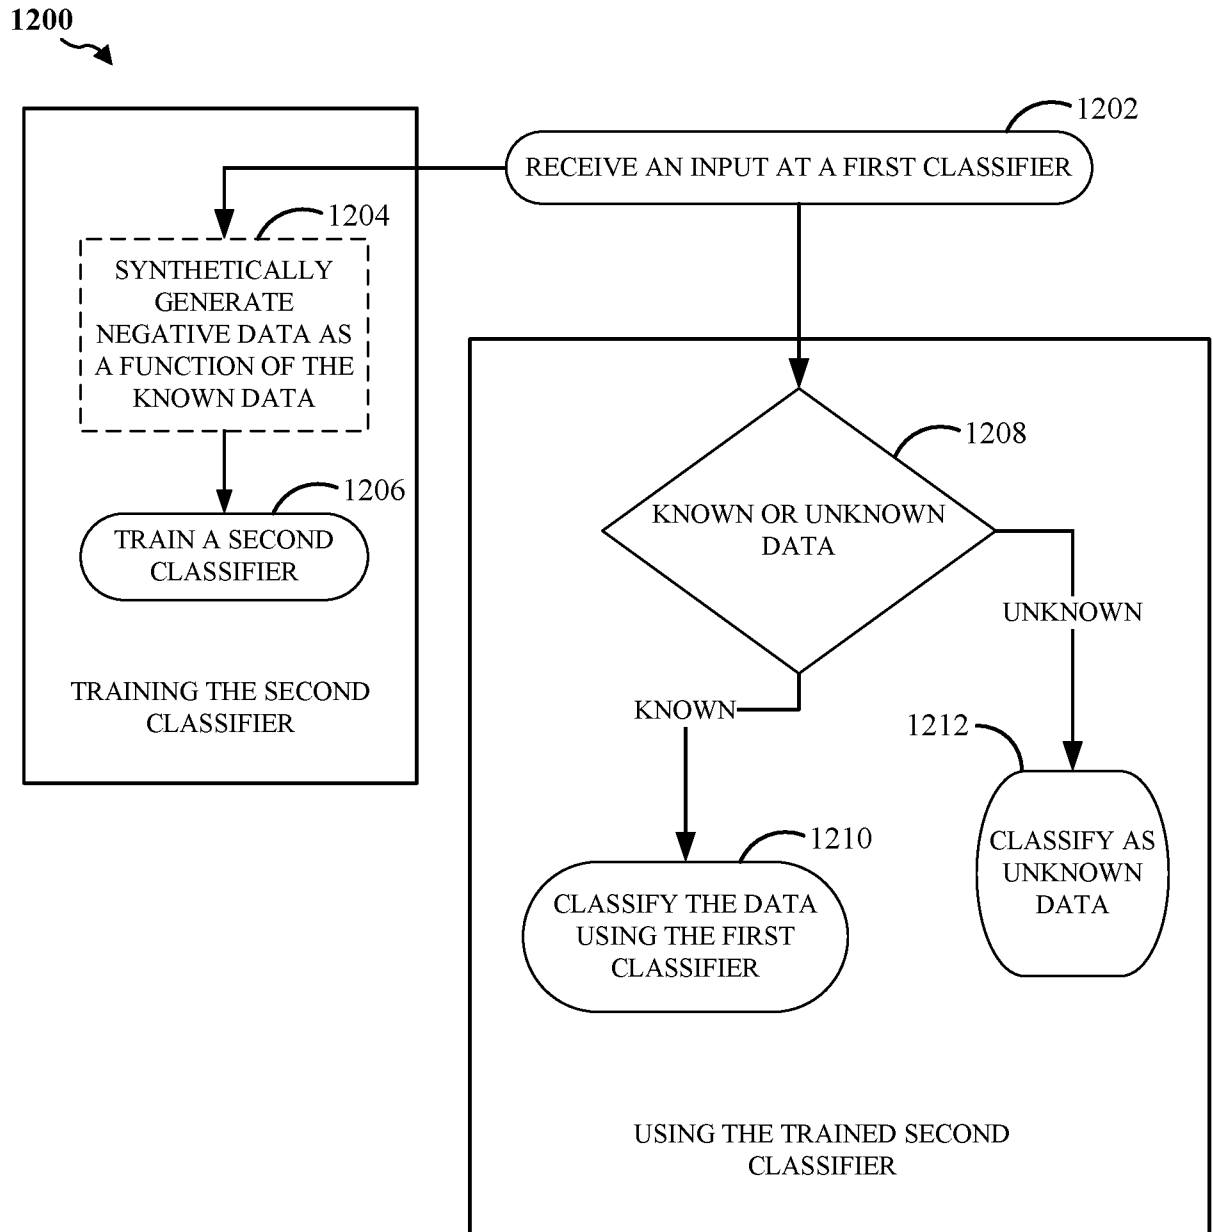 1200
1202
RECEIVE AN INPUT AT A FIRST CLASSIFIER
1204
SYNTHETICALLY
GENERATE
NEGATIVE DATA AS
A FUNCTION OF THE
KNOWN DATA
1206
TRAIN A SECOND
CLASSIFIER
TRAINING THE SECOND
CLASSIFIER
1208
KNOWN OR UNKNOWN
DATA
UNKNOWN
KNOWN
1212
CLASSIFY AS
UNKNOWN
DATA
1210
CLASSIFY THE DATA
USING THE FIRST
CLASSIFIER
USING THE TRAINED SECOND
CLASSIFIER